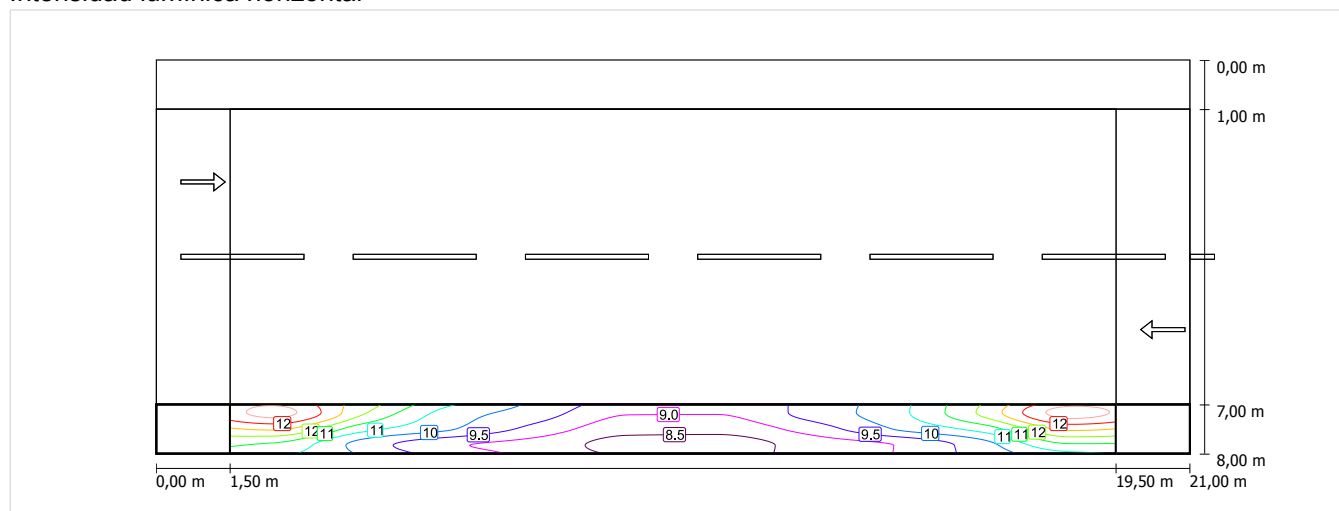 Intensidad lumínica horizontal
0,00 m
1,00 m
12 12 11 11 10 9.5 9.0 8.5 9.5 10 11 11 12 12
7,00 m
8,00 m
0,00 m 1,50 m 19,50 m 21,00 m